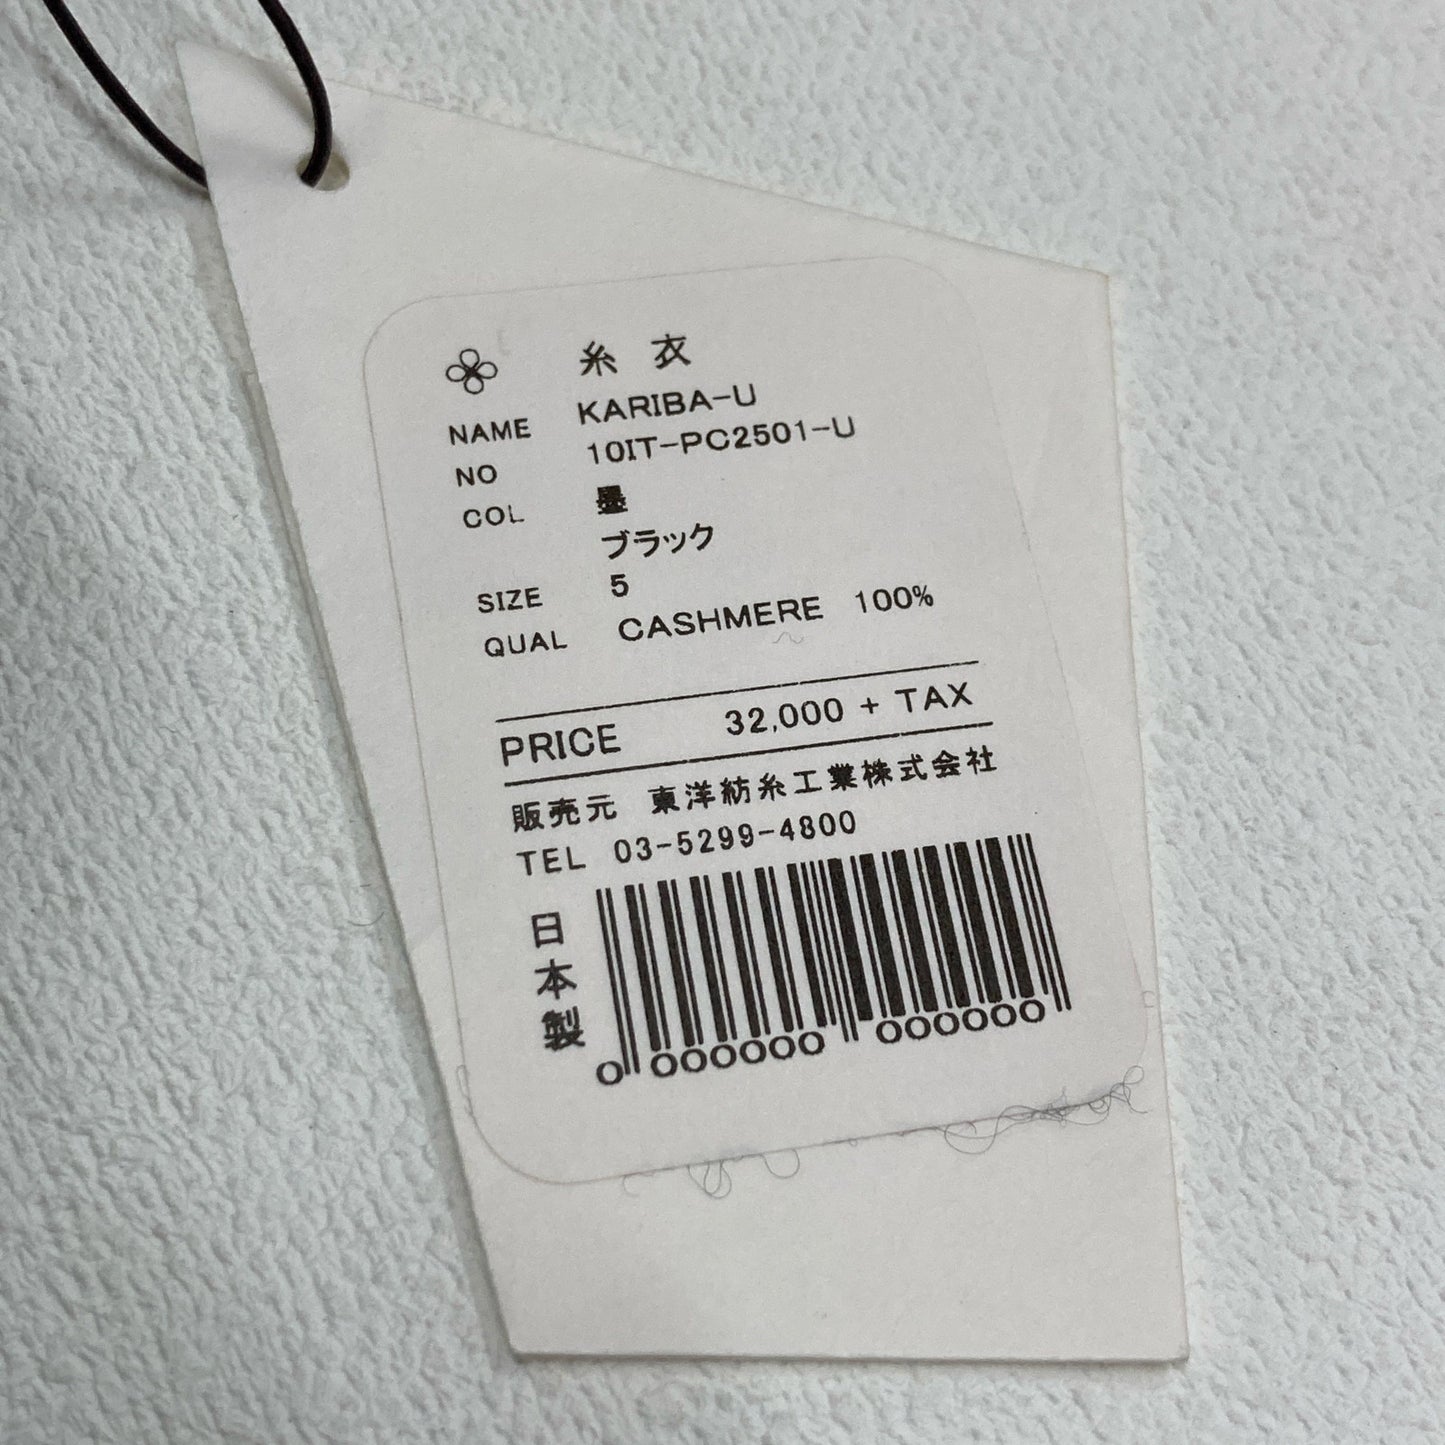 糸衣
NAME KARIBA-U
NO 10IT-PC2501-U
COL 墨
ブラック
SIZE 5
QUAL CASHMERE 100%
PRICE 32,000 + TAX
販売元 東洋紡糸工業株式会社
TEL 03-5299-4800
日本製
0 000000 000000